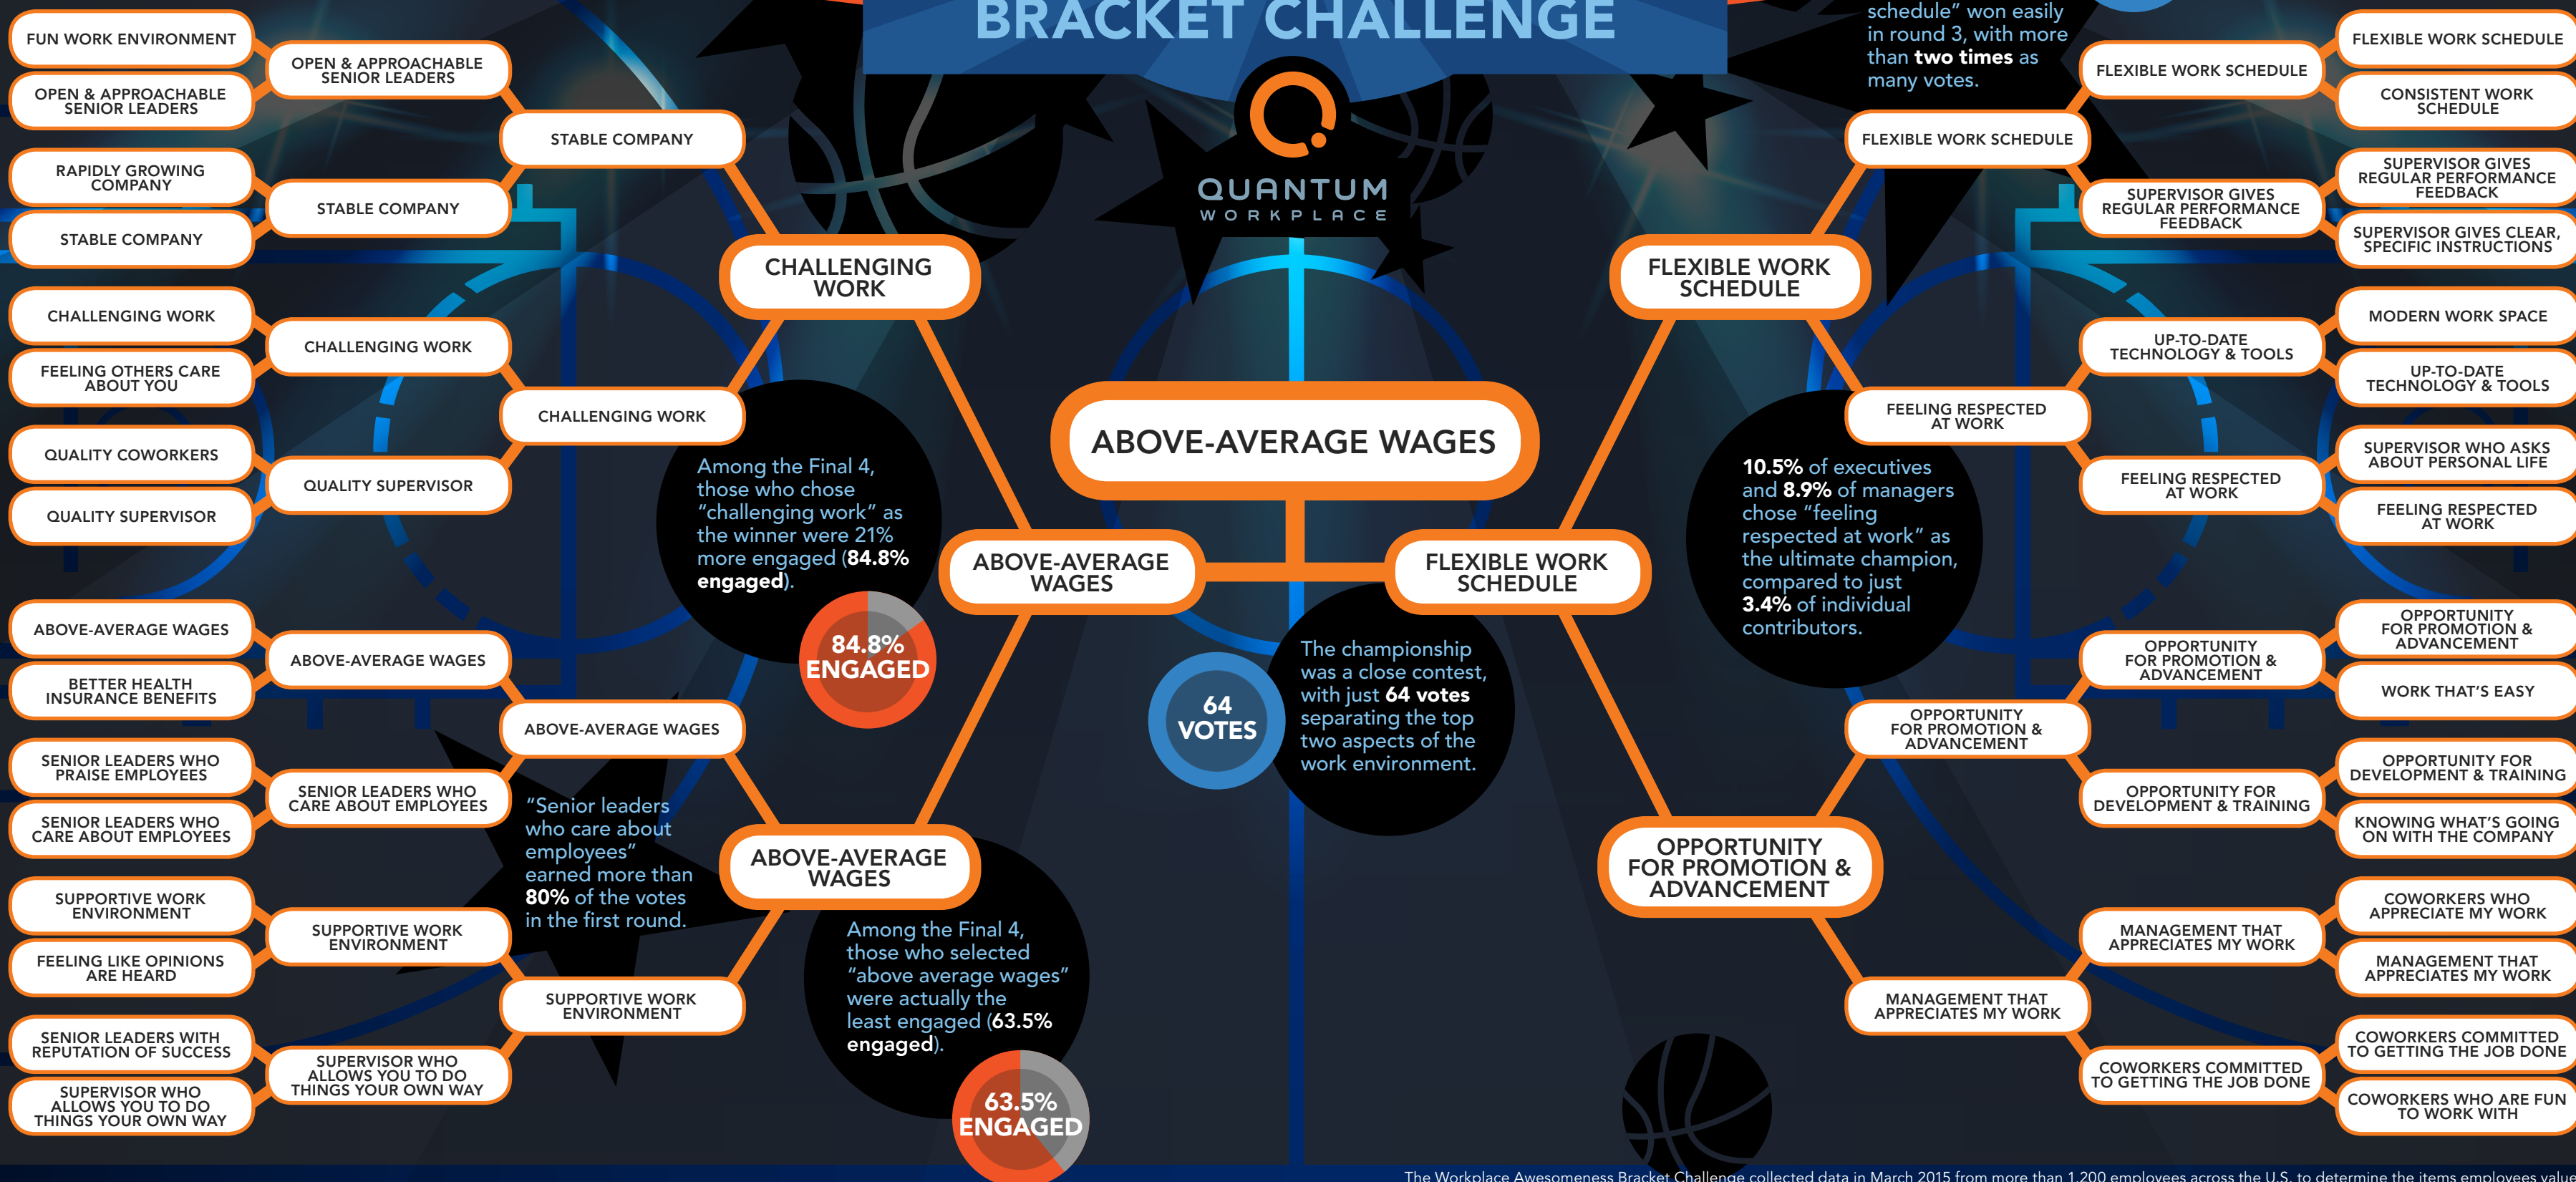 BRACKET CHALLENGE
QUANTUM
WORKPLACE
FUN WORK ENVIRONMENT
OPEN & APPROACHABLE
SENIOR LEADERS
RAPIDLY GROWING
COMPANY
STABLE COMPANY
CHALLENGING WORK
FEELING OTHERS CARE
ABOUT YOU
QUALITY COWORKERS
QUALITY SUPERVISOR
ABOVE-AVERAGE WAGES
BETTER HEALTH
INSURANCE BENEFITS
SENIOR LEADERS WHO
PRAISE EMPLOYEES
SENIOR LEADERS WHO
CARE ABOUT EMPLOYEES
SUPPORTIVE WORK
ENVIRONMENT
FEELING LIKE OPINIONS
ARE HEARD
SENIOR LEADERS WITH
REPUTATION OF SUCCESS
SUPERVISOR WHO
ALLOWS YOU TO DO
THINGS YOUR OWN WAY
OPEN & APPROACHABLE
SENIOR LEADERS
STABLE COMPANY
CHALLENGING WORK
QUALITY SUPERVISOR
ABOVE-AVERAGE WAGES
SENIOR LEADERS WHO
CARE ABOUT EMPLOYEES
SUPPORTIVE WORK
ENVIRONMENT
SUPERVISOR WHO
ALLOWS YOU TO DO
THINGS YOUR OWN WAY
STABLE COMPANY
CHALLENGING WORK
ABOVE-AVERAGE WAGES
"Senior leaders
who care about
employees"
earned more than
80% of the votes
in the first round.
SUPPORTIVE WORK
ENVIRONMENT
CHALLENGING
WORK
Among the Final 4,
those who chose
"challenging work" as
the winner were 21%
more engaged (84.8%
engaged).
84.8%
ENGAGED
ABOVE-AVERAGE
WAGES
Among the Final 4,
those who selected
"above average wages"
were actually the
least engaged (63.5%
engaged).
63.5%
ENGAGED
ABOVE-AVERAGE WAGES
ABOVE-AVERAGE
WAGES
FLEXIBLE WORK
SCHEDULE
64
VOTES
The championship
was a close contest,
with just 64 votes
separating the top
two aspects of the
work environment.
FLEXIBLE WORK
SCHEDULE
10.5% of executives
and 8.9% of managers
chose "feeling
respected at work" as
the ultimate champion,
compared to just
3.4% of individual
contributors.
OPPORTUNITY
FOR PROMOTION &
ADVANCEMENT
schedule" won easily
in round 3, with more
than two times as
many votes.
FLEXIBLE WORK SCHEDULE
FEELING RESPECTED
AT WORK
OPPORTUNITY
FOR PROMOTION &
ADVANCEMENT
MANAGEMENT THAT
APPRECIATES MY WORK
FLEXIBLE WORK SCHEDULE
SUPERVISOR GIVES
REGULAR PERFORMANCE
FEEDBACK
UP-TO-DATE
TECHNOLOGY & TOOLS
FEELING RESPECTED
AT WORK
OPPORTUNITY
FOR PROMOTION &
ADVANCEMENT
OPPORTUNITY FOR
DEVELOPMENT & TRAINING
MANAGEMENT THAT
APPRECIATES MY WORK
COWORKERS COMMITTED
TO GETTING THE JOB DONE
FLEXIBLE WORK SCHEDULE
CONSISTENT WORK
SCHEDULE
SUPERVISOR GIVES
REGULAR PERFORMANCE
FEEDBACK
SUPERVISOR GIVES CLEAR,
SPECIFIC INSTRUCTIONS
MODERN WORK SPACE
UP-TO-DATE
TECHNOLOGY & TOOLS
SUPERVISOR WHO ASKS
ABOUT PERSONAL LIFE
FEELING RESPECTED
AT WORK
OPPORTUNITY
FOR PROMOTION &
ADVANCEMENT
WORK THAT'S EASY
OPPORTUNITY FOR
DEVELOPMENT & TRAINING
KNOWING WHAT'S GOING
ON WITH THE COMPANY
COWORKERS WHO
APPRECIATE MY WORK
MANAGEMENT THAT
APPRECIATES MY WORK
COWORKERS COMMITTED
TO GETTING THE JOB DONE
COWORKERS WHO ARE FUN
TO WORK WITH
The Workplace Awesomeness Bracket Challenge collected data in March 2015 from more than 1,200 employees across the U.S. to determine the items employees value